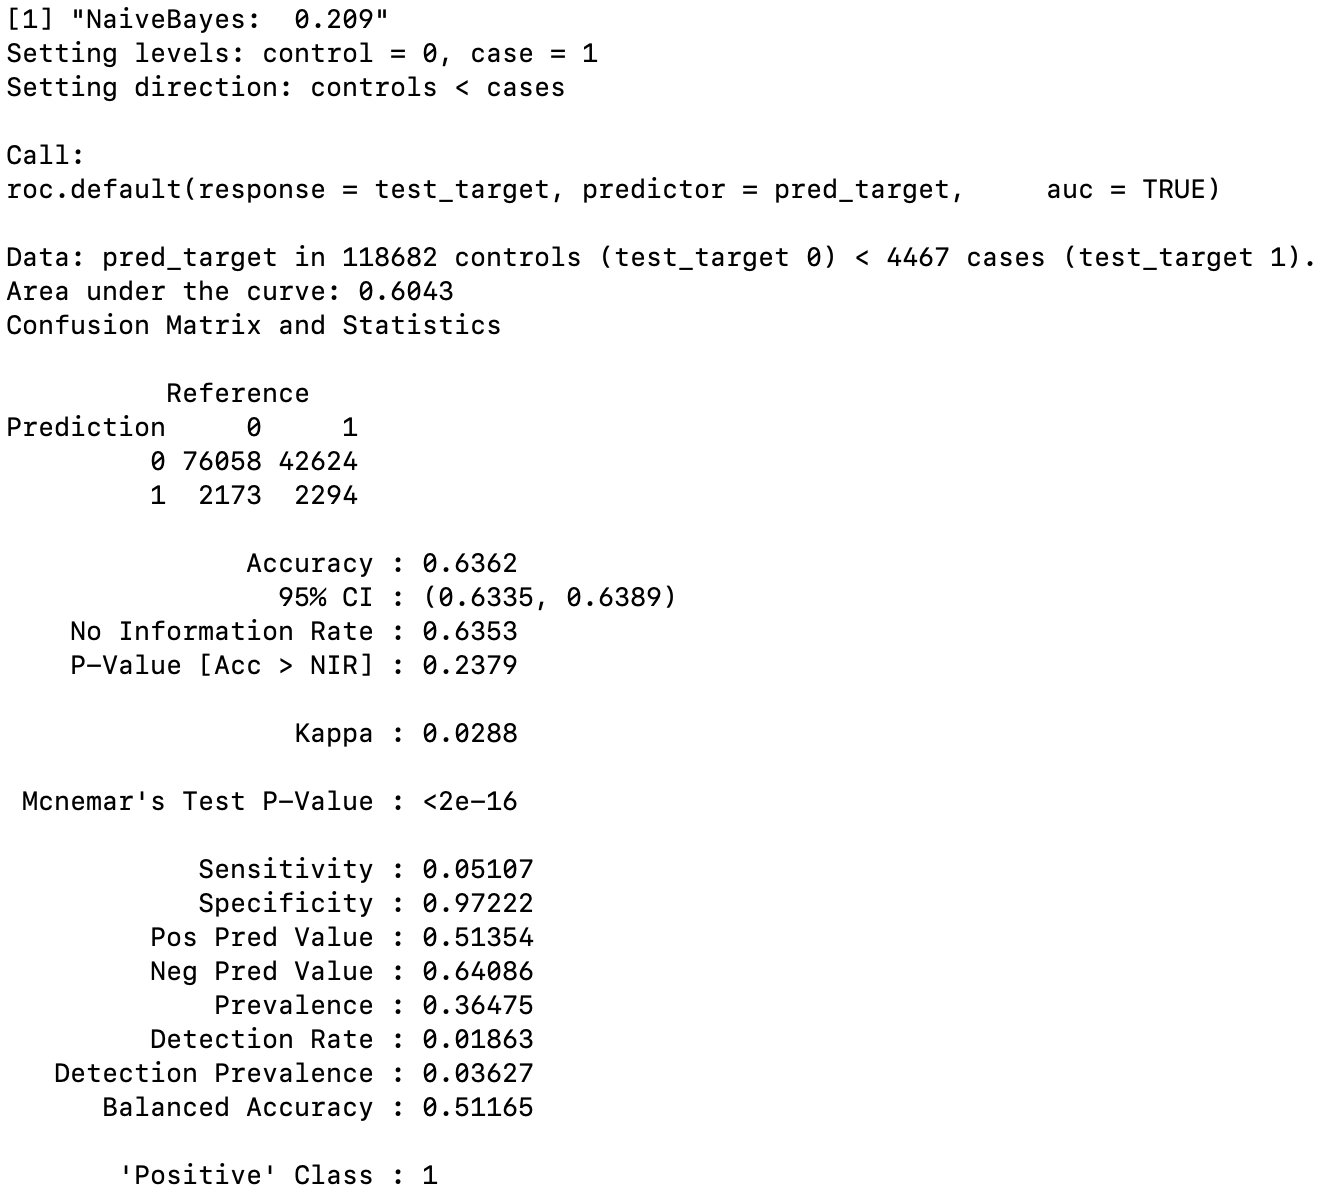 [1] "NaiveBayes:  0.209"
Setting levels: control = 0, case = 1
Setting direction: controls < cases
Call:
roc.default(response = test_target, predictor = pred_target,     auc = TRUE)
Data: pred_target in 118682 controls (test_target 0) < 4467 cases (test_target 1).
Area under the curve: 0.6043
Confusion Matrix and Statistics
          Reference
Prediction     0     1
         0 76058 42624
         1  2173  2294
               Accuracy : 0.6362
                 95% CI : (0.6335, 0.6389)
    No Information Rate : 0.6353
    P-Value [Acc > NIR] : 0.2379
                  Kappa : 0.0288
 Mcnemar's Test P-Value : <2e-16
            Sensitivity : 0.05107
            Specificity : 0.97222
         Pos Pred Value : 0.51354
         Neg Pred Value : 0.64086
             Prevalence : 0.36475
         Detection Rate : 0.01863
   Detection Prevalence : 0.03627
      Balanced Accuracy : 0.51165
       'Positive' Class : 1